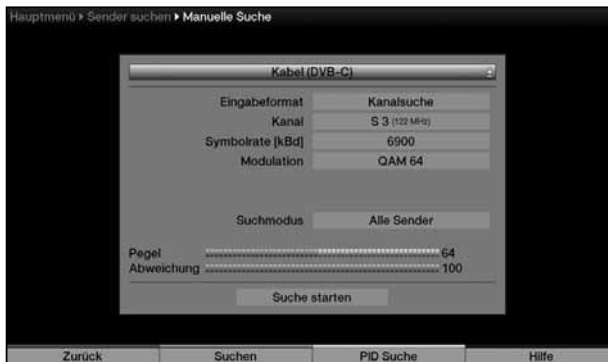 Hauptmenü ▸ Sender suchen ▸ Manuelle Suche
Kabel (DVB-C)
Eingabeformat Kanalsuche
Kanal S 3 (122 MHz)
Symbolrate [kBd] 6900
Modulation QAM 64
Suchmodus Alle Sender
Pegel 64
Abweichung 100
Suche starten
Zurück Suchen PID Suche Hilfe